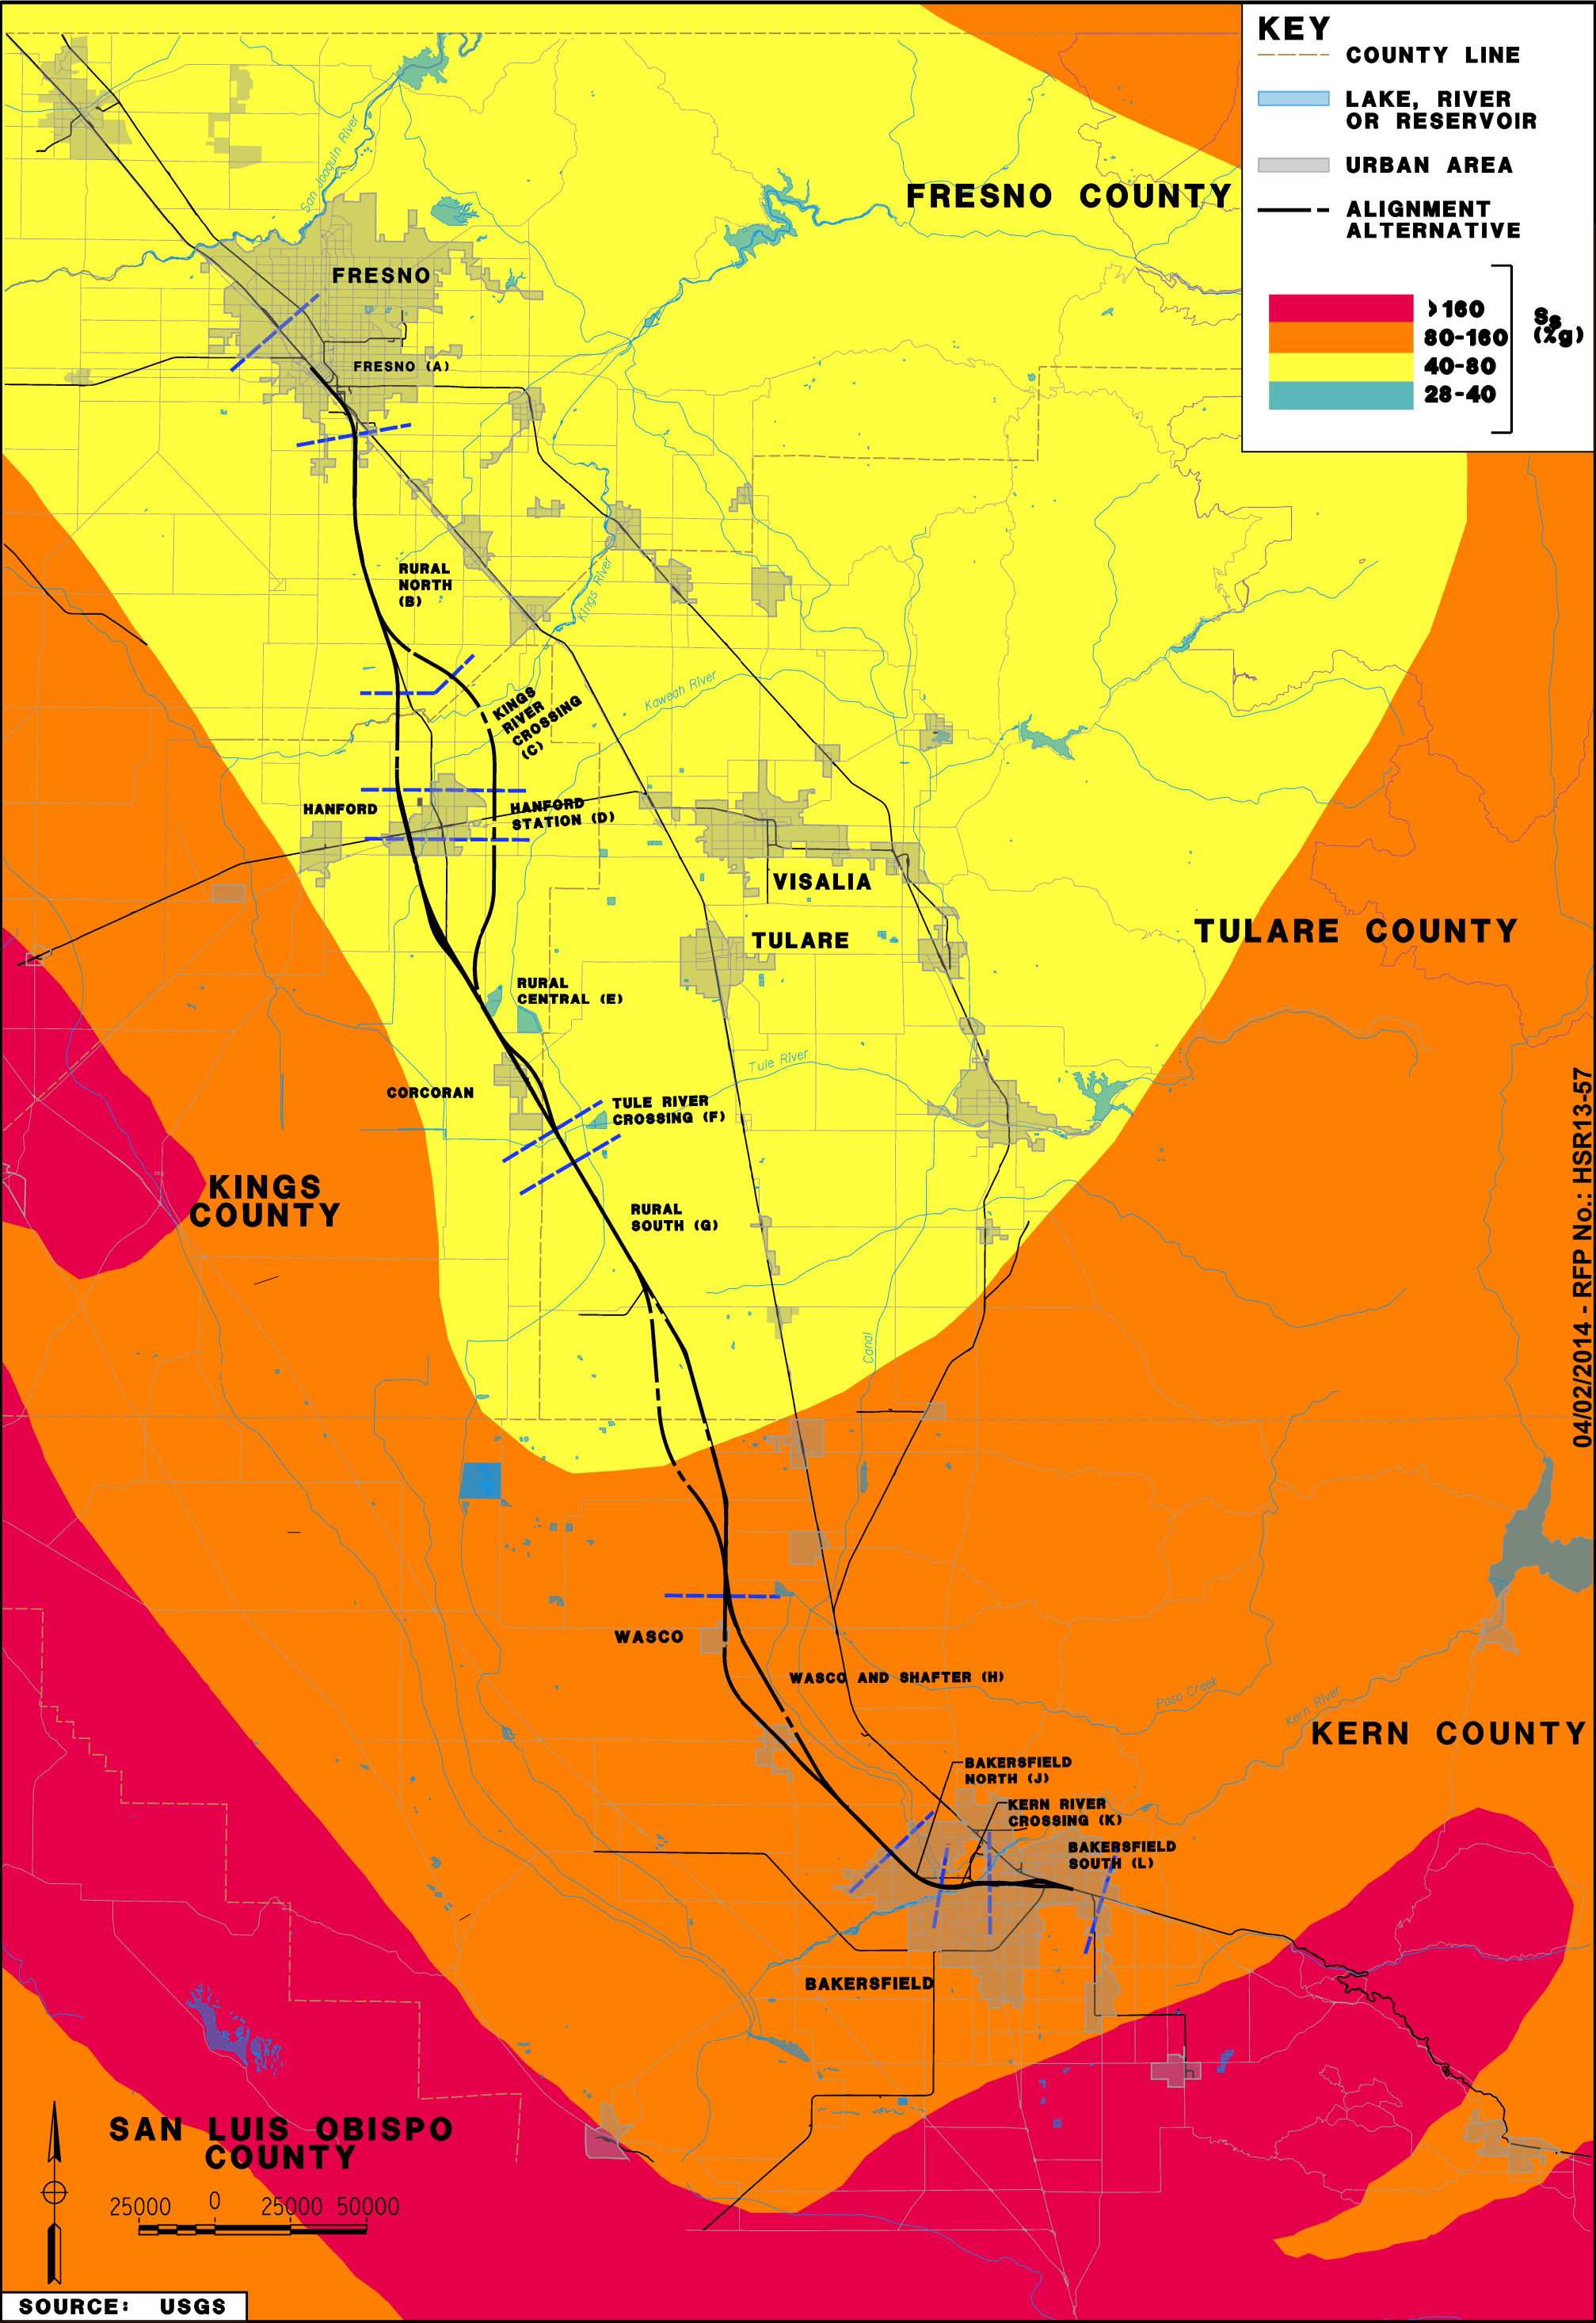 KEY
COUNTY LINE
LAKE, RIVER
OR RESERVOIR
URBAN AREA
ALIGNMENT
ALTERNATIVE
>160
80-160
40-80
28-40
Ss
(%g)
San Joaquin River
FRESNO COUNTY
FRESNO
FRESNO (A)
RURAL
NORTH
(B)
Kings River
KINGS
RIVER
CROSSING
(C)
Kaweah River
HANFORD
HANFORD
STATION (D)
VISALIA
TULARE
TULARE COUNTY
RURAL
CENTRAL (E)
Tule River
CORCORAN
TULE RIVER
CROSSING (F)
KINGS
COUNTY
RURAL
SOUTH (G)
Canal
04/02/2014 - RFP No.: HSR13-57
WASCO
WASCO AND SHAFTER (H)
Poso Creek
Kern River
KERN COUNTY
BAKERSFIELD
NORTH (J)
KERN RIVER
CROSSING (K)
BAKERSFIELD
SOUTH (L)
BAKERSFIELD
SAN LUIS OBISPO
COUNTY
25000 0 25000 50000
SOURCE: USGS